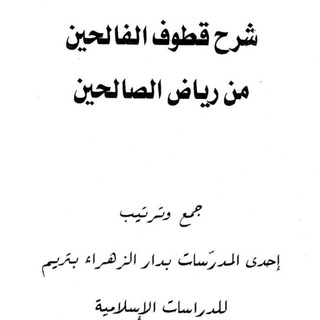 شرح قطوف الفالحين
من رياض الصالحين
جمع وترتيب
إحدى المدرّسات بدار الزهراء بتريم
للدراسات الإسلامية